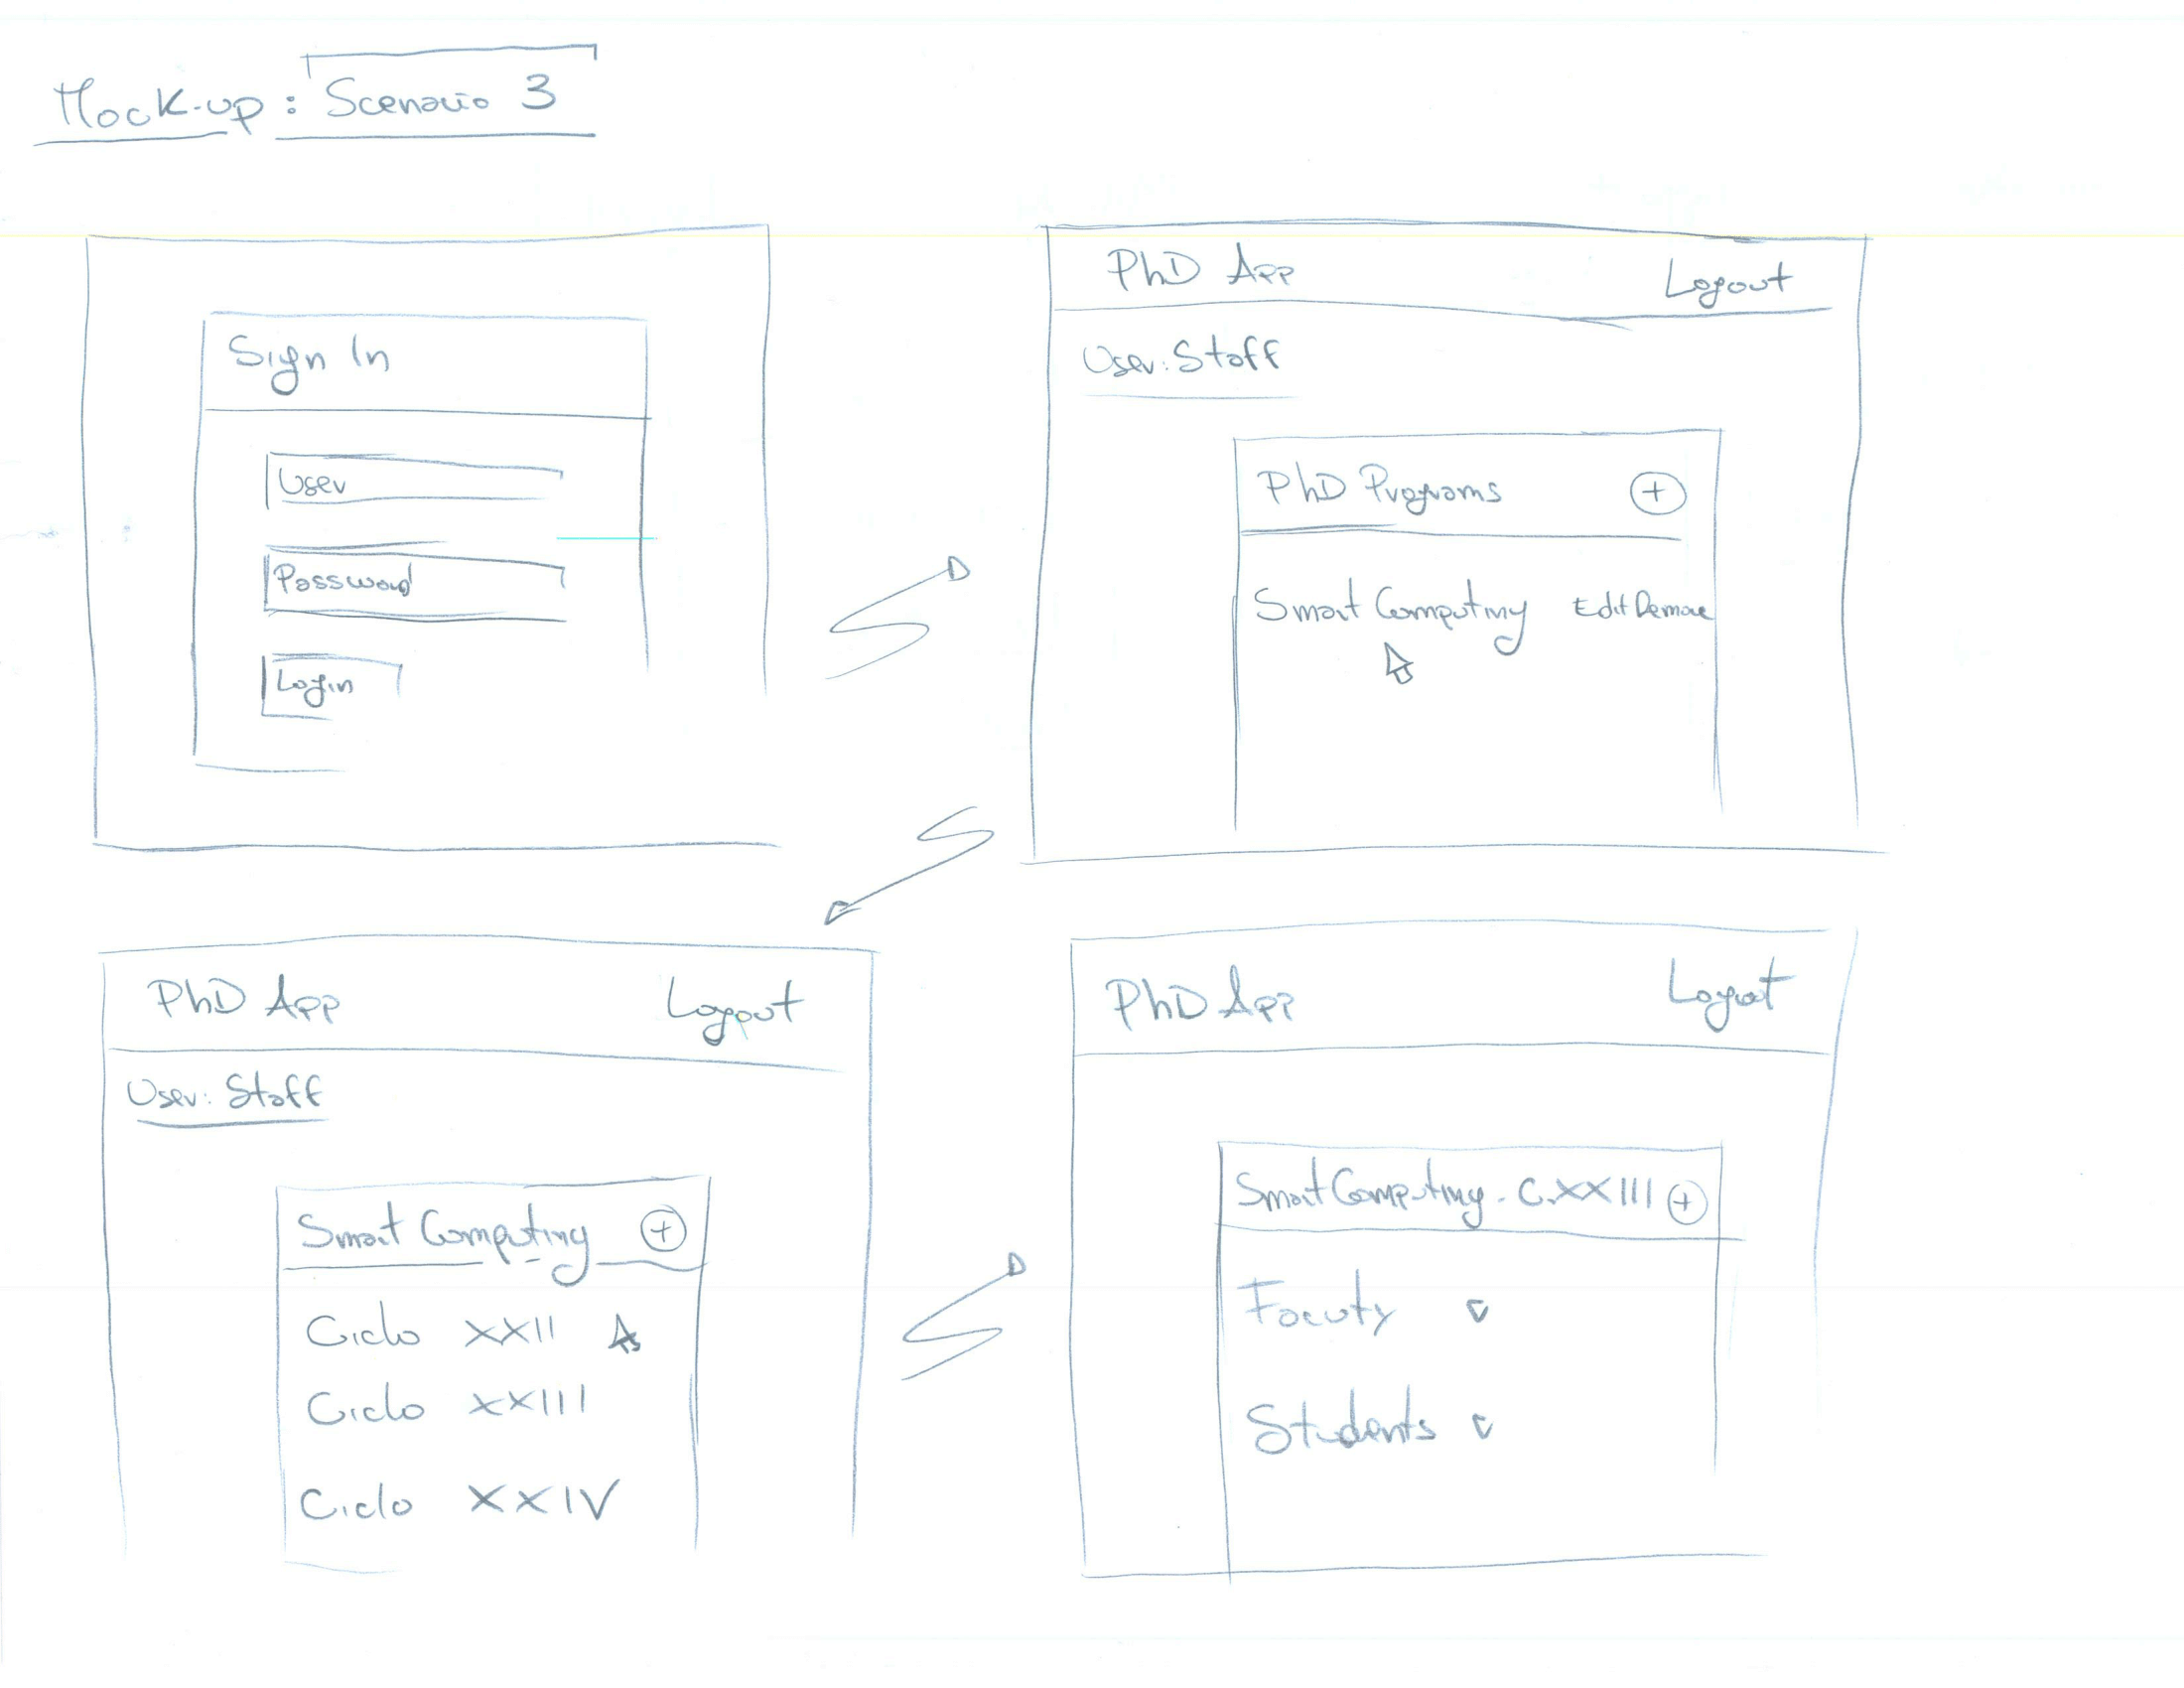 Mock-up : Scenario 3
Sign In
User
Password
Login
PhD App Logout
User: Staff
PhD Programs +
Smart Computing Edit Remove
PhD App Logout
User: Staff
Smart Computing +
Ciclo XXII
Ciclo XXIII
Ciclo XXIV
PhD App Logout
Smart Computing - C.XXIII +
Facuty
Students